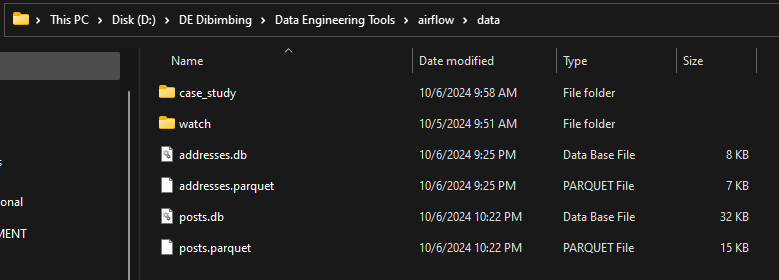 This PC > Disk (D:) > DE Dibimbing > Data Engineering Tools > airflow > data
Name Date modified Type Size
case_study 10/6/2024 9:58 AM File folder
watch 10/5/2024 9:51 AM File folder
addresses.db 10/6/2024 9:25 PM Data Base File 8 KB
addresses.parquet 10/6/2024 9:25 PM PARQUET File 7 KB
s
posts.db 10/6/2024 10:22 PM Data Base File 32 KB
onal
posts.parquet 10/6/2024 10:22 PM PARQUET File 15 KB
MENT